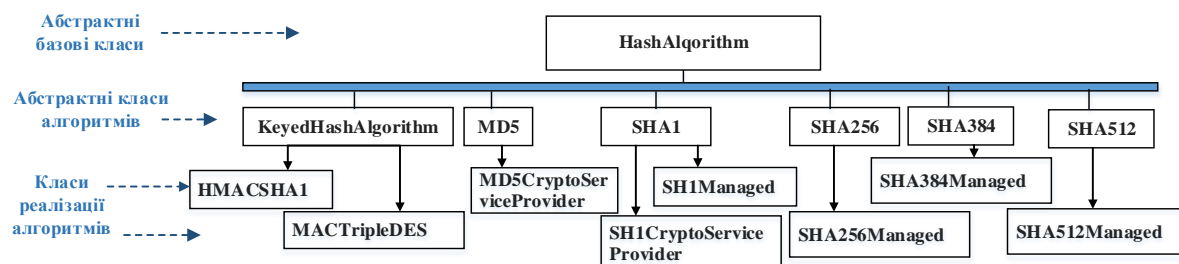 Абстрактні
базові класи
HashAlqorithm
Абстрактні класи
алгоритмів
KeyedHashAlgorithm
MD5
SHA1
SHA256
SHA384
SHA512
Класи
реалізації
алгоритмів
HMACSHA1
MD5CryptoSer
viceProvider
SH1Managed
SHA384Managed
MACTripleDES
SH1CryptoService
Provider
SHA256Managed
SHA512Managed